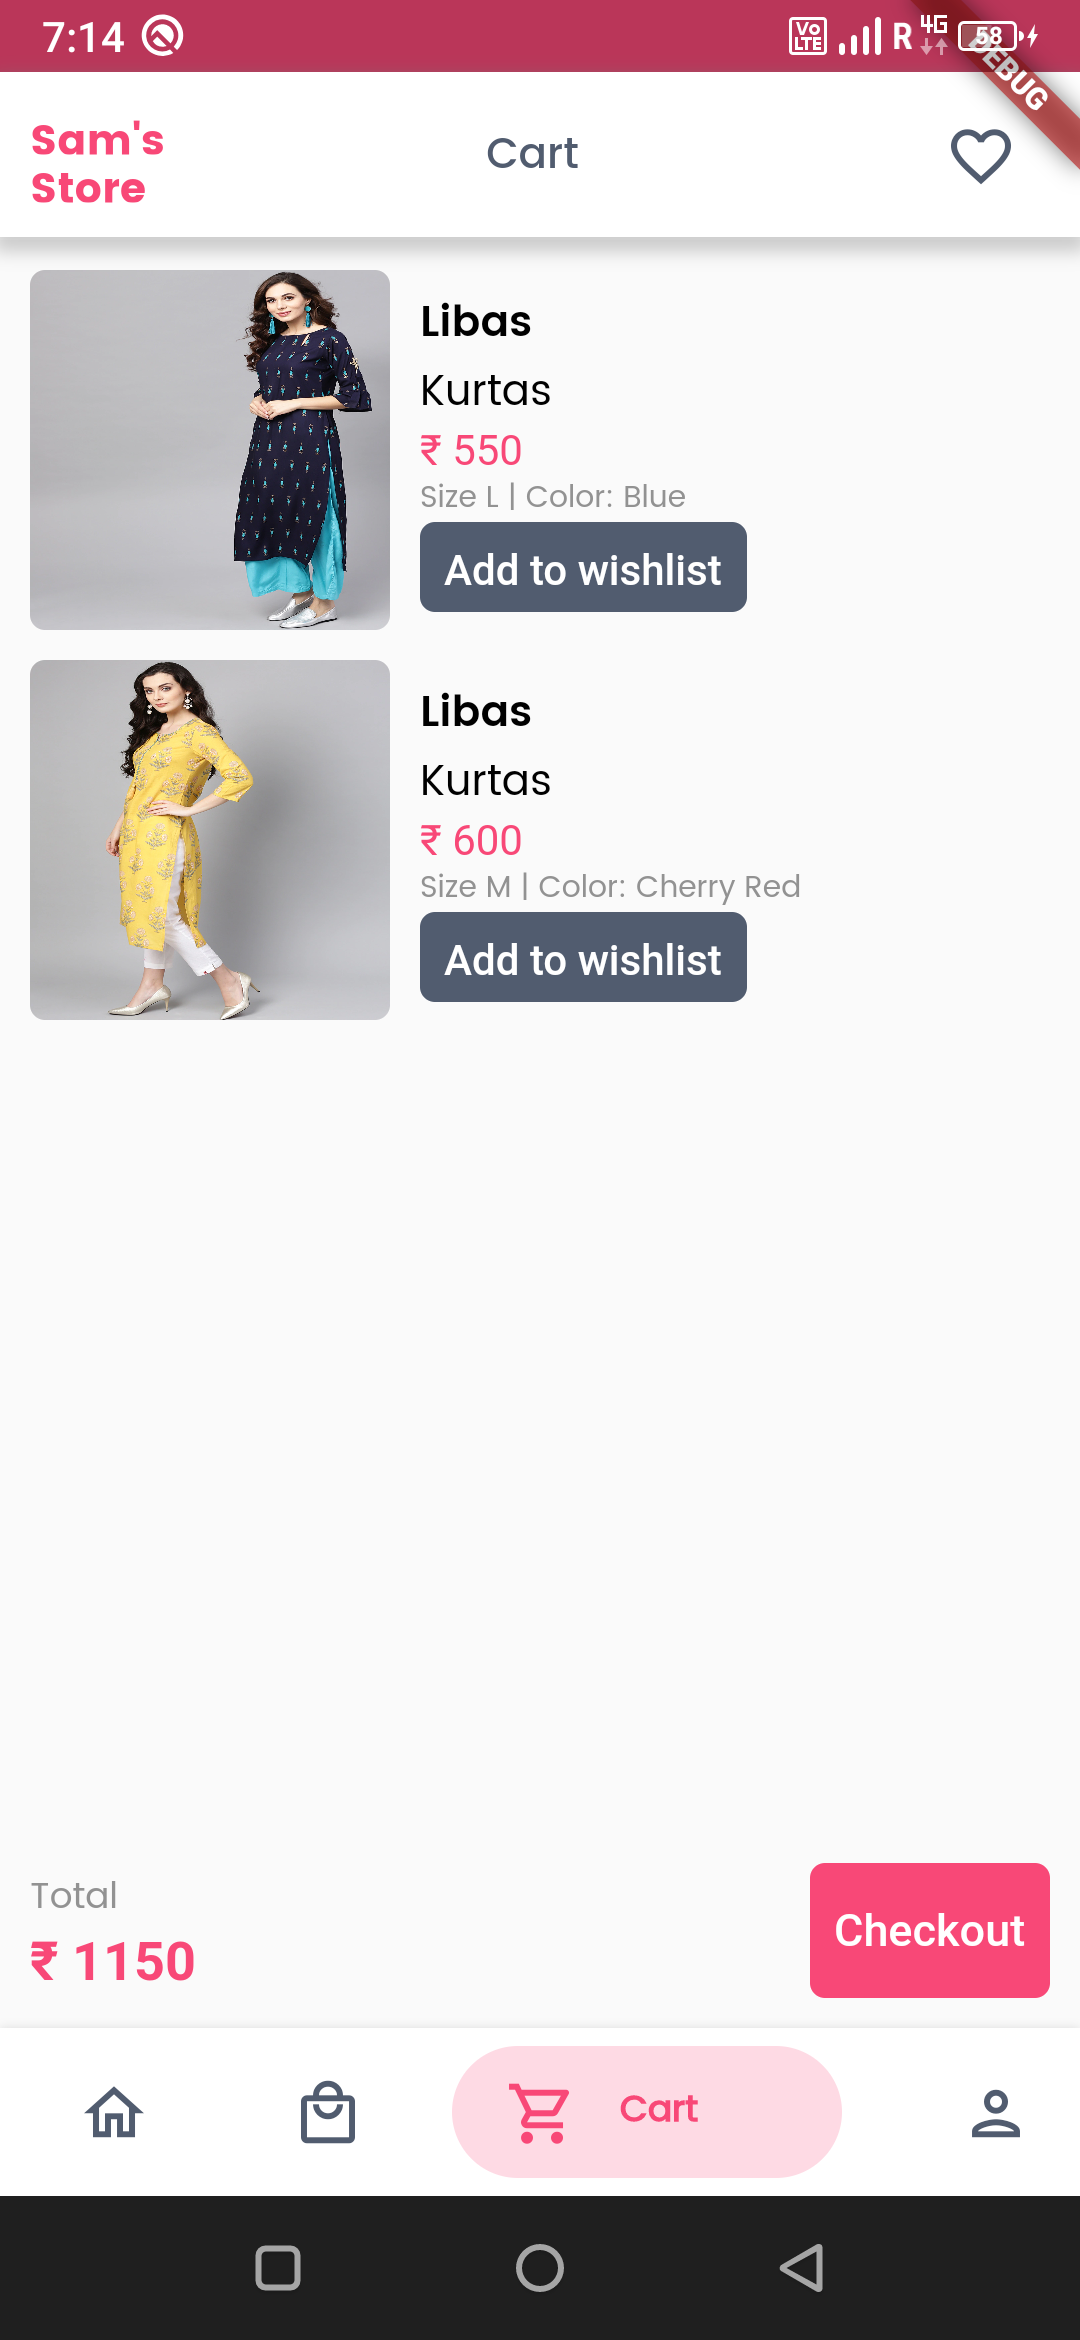 7:14 VO LTE R 4G 58
DEBUG
Sam's
Store
Cart
Libas
Kurtas
₹ 550
Size L | Color: Blue
Add to wishlist
Libas
Kurtas
₹ 600
Size M | Color: Cherry Red
Add to wishlist
Total
₹ 1150
Checkout
Cart